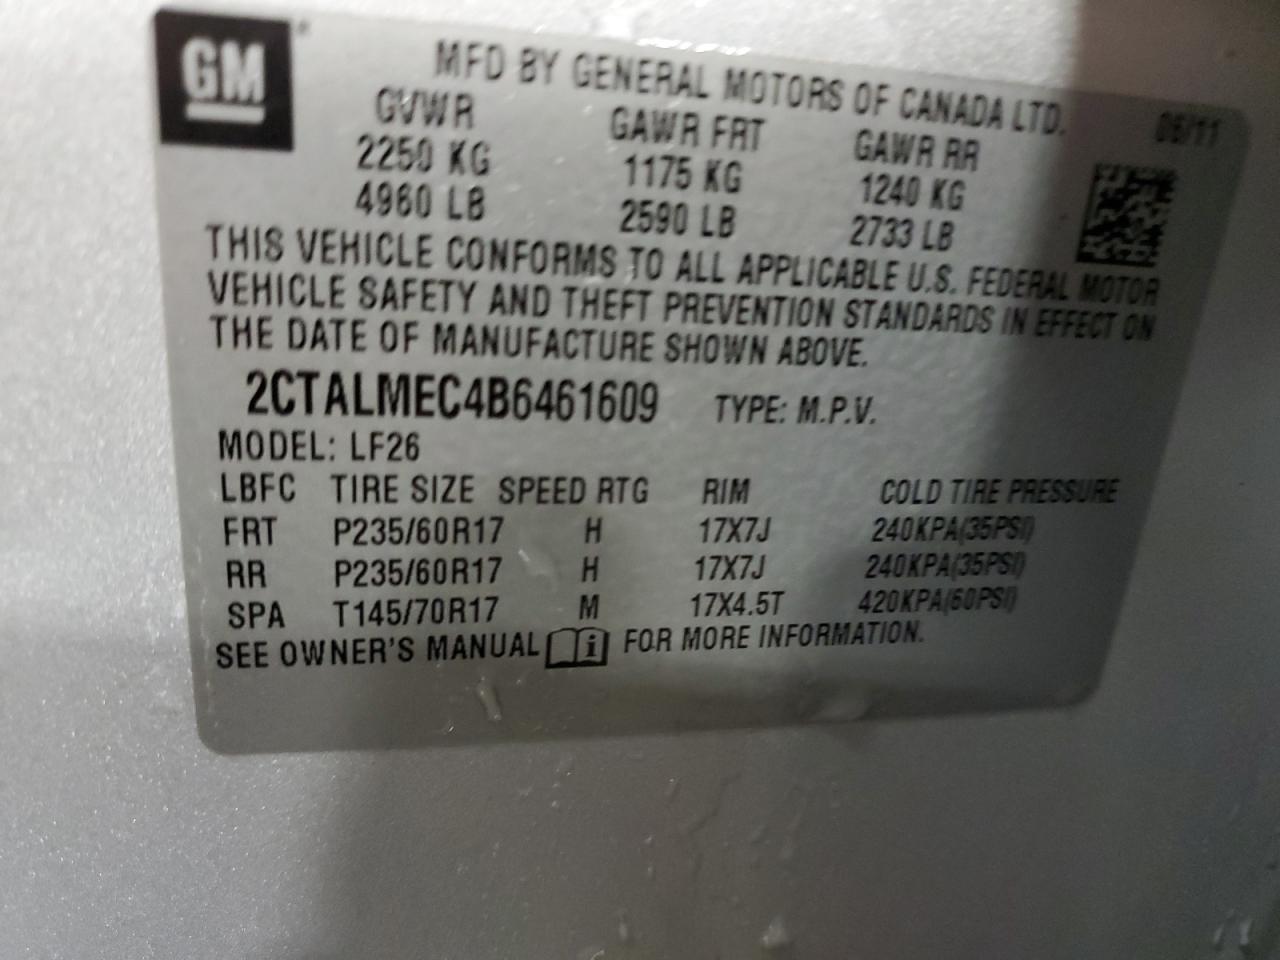 GM
MFD BY GENERAL MOTORS OF CANADA LTD. 06/11
GVWR GAWR FRT GAWR RR
2250 KG 1175 KG 1240 KG
4960 LB 2590 LB 2733 LB
THIS VEHICLE CONFORMS TO ALL APPLICABLE U.S. FEDERAL MOTOR
VEHICLE SAFETY AND THEFT PREVENTION STANDARDS IN EFFECT ON
THE DATE OF MANUFACTURE SHOWN ABOVE.
2CTALMEC4B6461609 TYPE: M.P.V.
MODEL: LF26
LBFC TIRE SIZE SPEED RTG RIM COLD TIRE PRESSURE
FRT P235/60R17 H 17X7J 240KPA(35PSI)
RR P235/60R17 H 17X7J 240KPA(35PSI)
SPA T145/70R17 M 17X4.5T 420KPA(60PSI)
SEE OWNER'S MANUAL i FOR MORE INFORMATION.